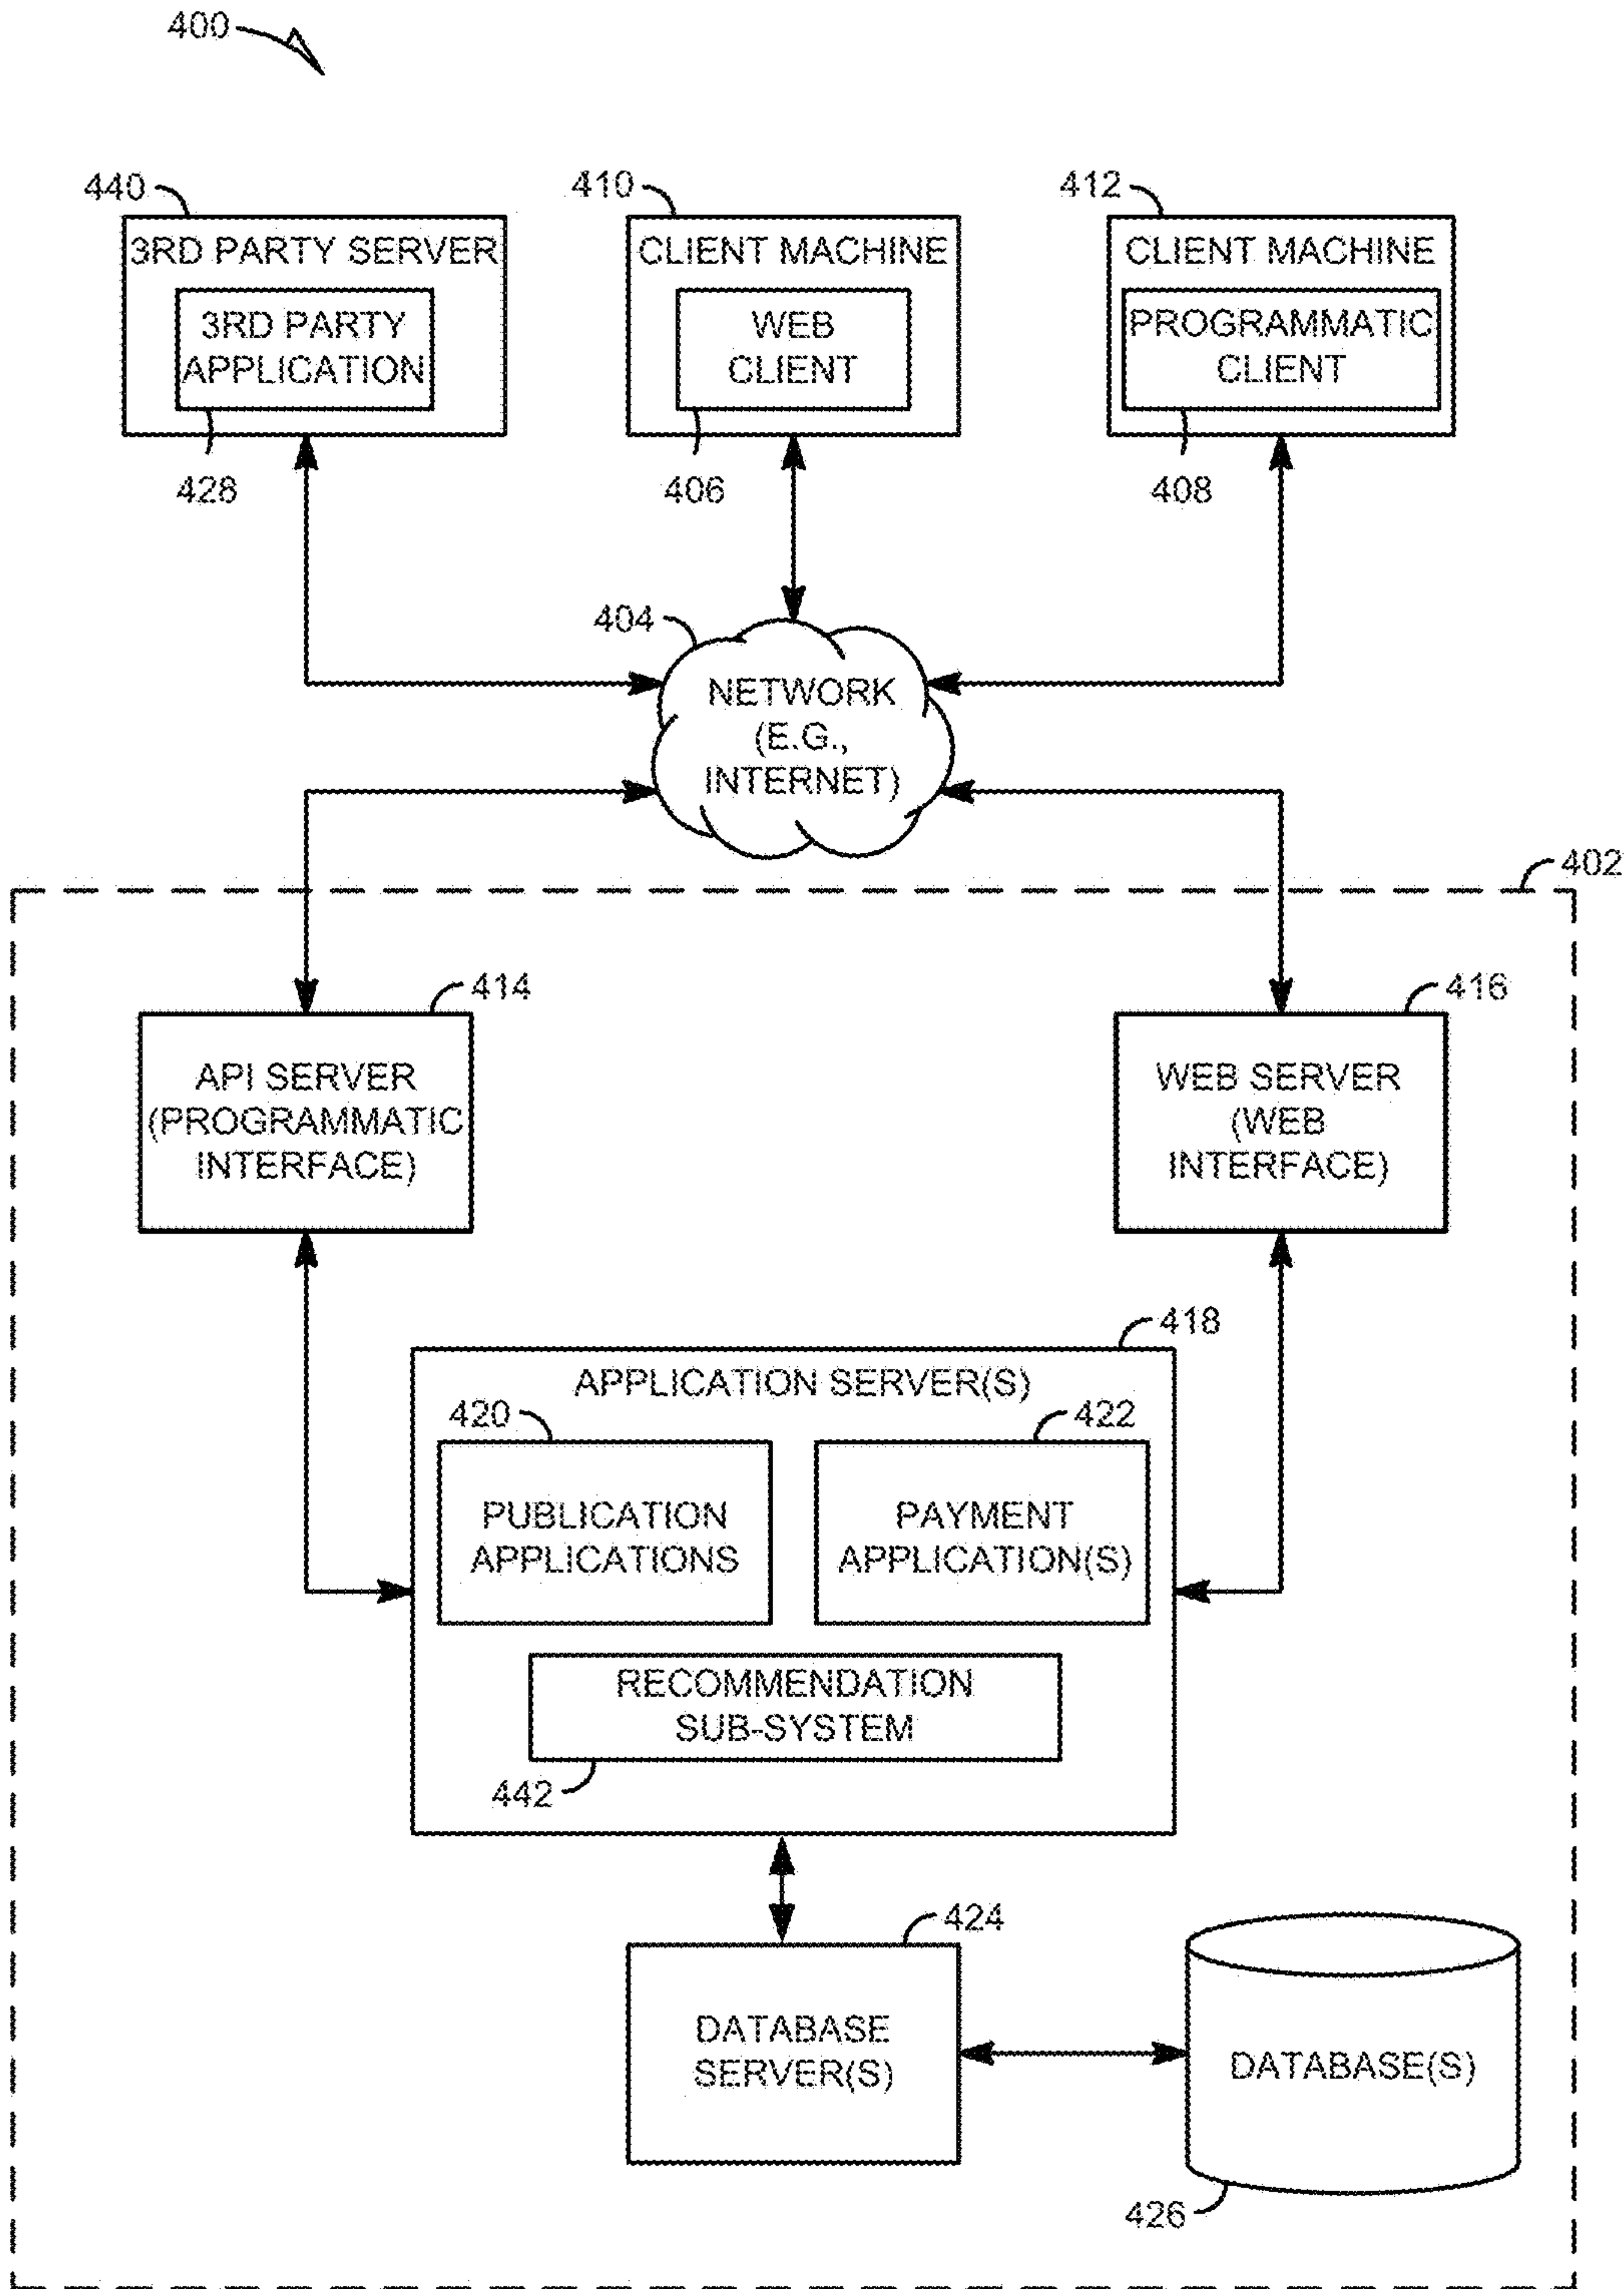 400
440
410
412
3RD PARTY SERVER
CLIENT MACHINE
CLIENT MACHINE
3RD PARTY
APPLICATION
WEB
CLIENT
PROGRAMMATIC
CLIENT
428
406
408
404
NETWORK
(E.G.,
INTERNET)
402
414
416
API SERVER
(PROGRAMMATIC
INTERFACE)
WEB SERVER
(WEB
INTERFACE)
418
APPLICATION SERVER(S)
420
422
PUBLICATION
APPLICATIONS
PAYMENT
APPLICATION(S)
RECOMMENDATION
SUB-SYSTEM
442
424
DATABASE
SERVER(S)
DATABASE(S)
426